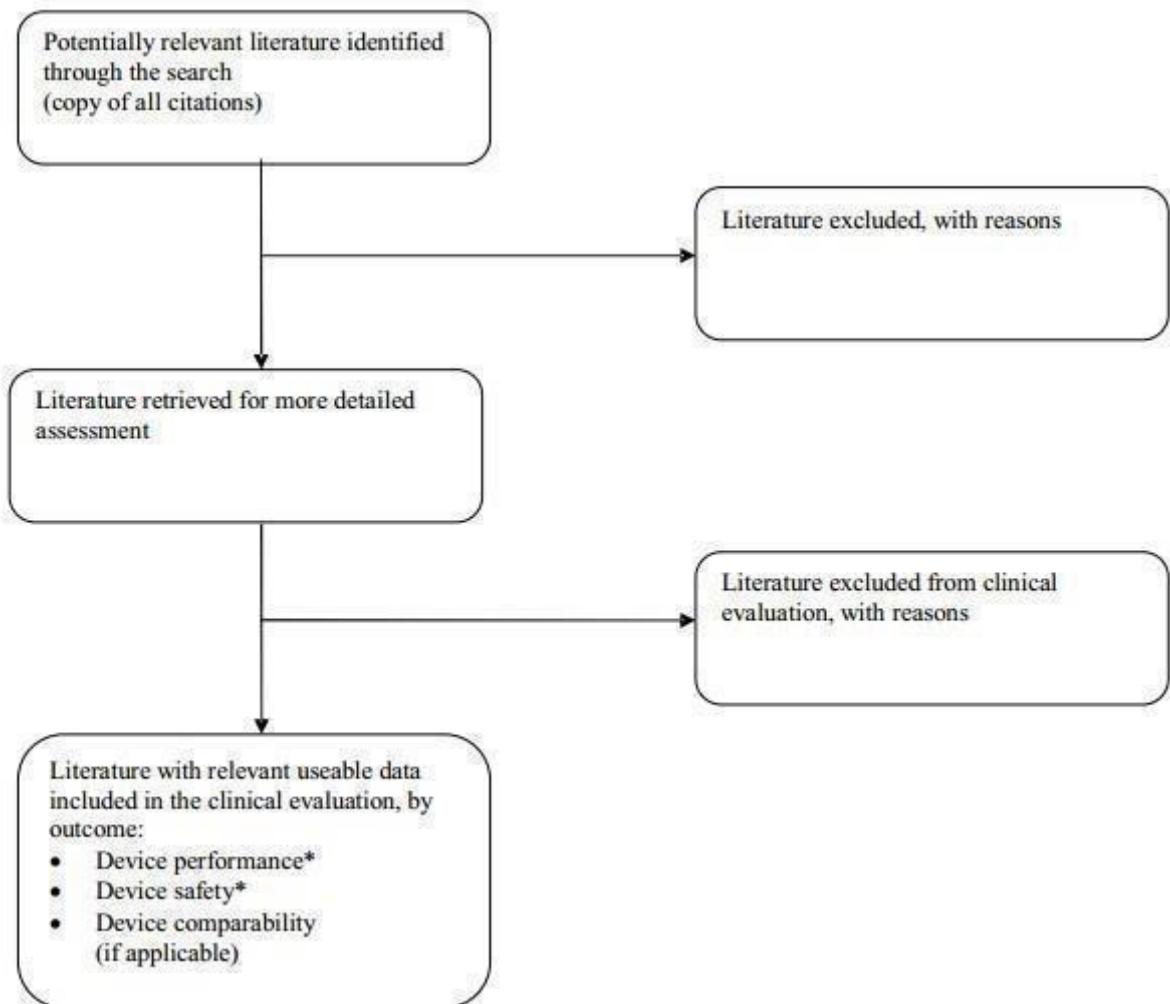 Potentially relevant literature identified
through the search
(copy of all citations)
Literature excluded, with reasons
Literature retrieved for more detailed
assessment
Literature excluded from clinical
evaluation, with reasons
Literature with relevant useable data
included in the clinical evaluation, by
outcome:
• Device performance*
• Device safety*
• Device comparability
(if applicable)